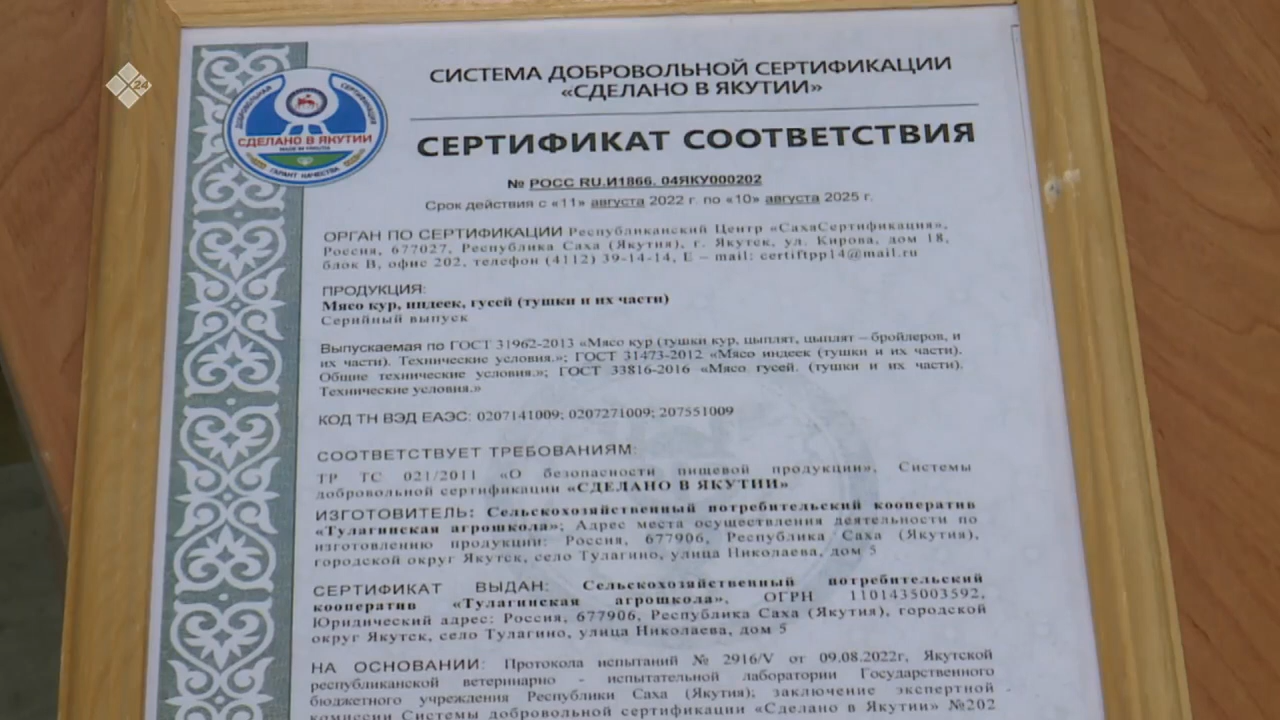 24
ДОБРОВОЛЬНАЯ СЕРТИФИКАЦИЯ
СДЕЛАНО В ЯКУТИИ
MADE IN YAKUTIA
ГАРАНТ КАЧЕСТВА
СИСТЕМА ДОБРОВОЛЬНОЙ СЕРТИФИКАЦИИ
«СДЕЛАНО В ЯКУТИИ»
СЕРТИФИКАТ СООТВЕТСТВИЯ
№ РОСС RU.И1866. 04ЯКУ000202
Срок действия с «11» августа 2022 г. по «10» августа 2025 г.
ОРГАН ПО СЕРТИФИКАЦИИ Республиканский Центр «СахаСертификация»,
Россия, 677027, Республика Саха (Якутия), г. Якутск, ул. Кирова, дом 18,
блок В, офис 202, телефон (4112) 39-14-14, E – mail: certiftpp14@mail.ru
ПРОДУКЦИЯ:
Мясо кур, индеек, гусей (тушки и их части)
Серийный выпуск
Выпускаемая по ГОСТ 31962-2013 «Мясо кур (тушки кур, цыплят, цыплят – бройлеров, и
их части). Технические условия.»; ГОСТ 31473-2012 «Мясо индеек (тушки и их части).
Общие технические условия.»; ГОСТ 33816-2016 «Мясо гусей. (тушки и их части).
Технические условия.»
КОД ТН ВЭД ЕАЭС: 0207141009; 0207271009; 207551009
СООТВЕТСТВУЕТ ТРЕБОВАНИЯМ:
ТР ТС 021/2011 «О безопасности пищевой продукции», Системы
добровольной сертификации «СДЕЛАНО В ЯКУТИИ»
ИЗГОТОВИТЕЛЬ: Сельскохозяйственный потребительский кооператив
«Тулагинская агрошкола»; Адрес места осуществления деятельности по
изготовлению продукции: Россия, 677906, Республика Саха (Якутия),
городской округ Якутск, село Тулагино, улица Николаева, дом 5
СЕРТИФИКАТ ВЫДАН: Сельскохозяйственный потребительский
кооператив «Тулагинская агрошкола», ОГРН 1101435003592,
Юридический адрес: Россия, 677906, Республика Саха (Якутия), городской
округ Якутск, село Тулагино, улица Николаева, дом 5
НА ОСНОВАНИИ: Протокола испытаний № 2916/V от 09.08.2022г, Якутской
республиканской ветеринарно - испытательной лаборатории Государственного
бюджетного учреждения Республики Саха (Якутия); заключение экспертной
комиссии Системы добровольной сертификации «Сделано в Якутии» №202